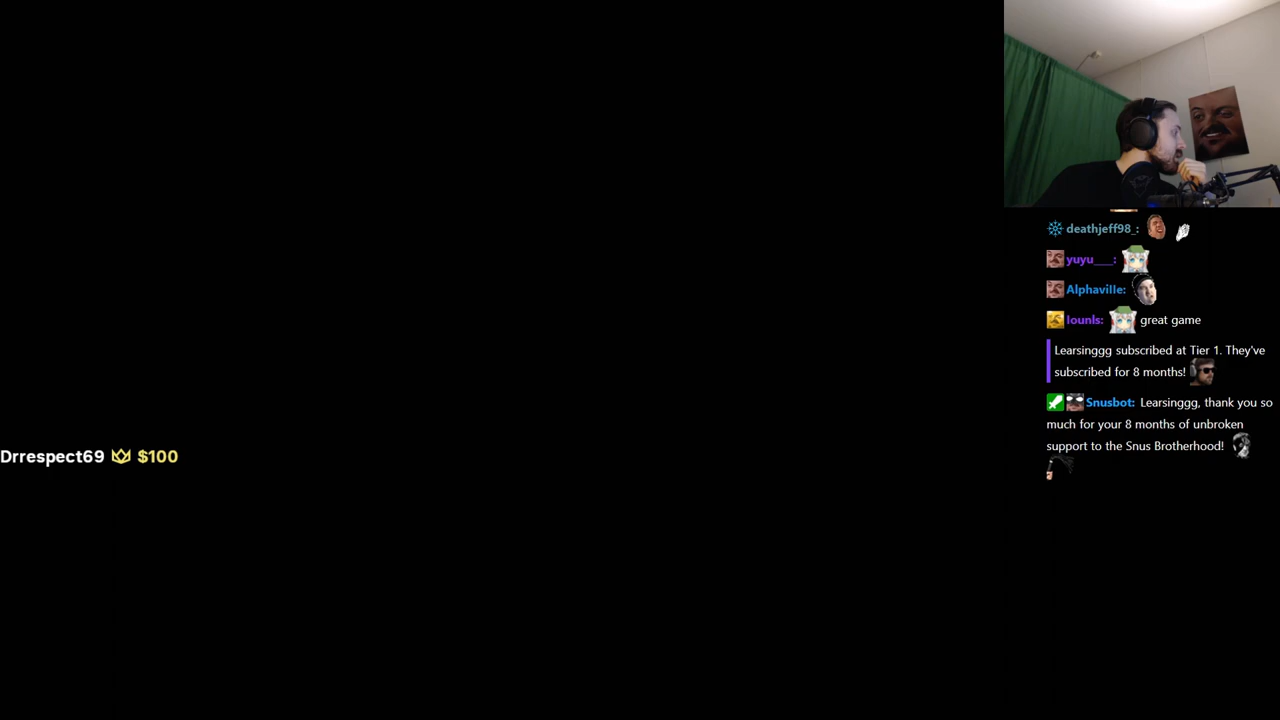 deathjeff98_:
yuyu___:
Alphaville:
lounls: great game
Learsinggg subscribed at Tier 1. They've
subscribed for 8 months!
Snusbot: Learsinggg, thank you so
much for your 8 months of unbroken
support to the Snus Brotherhood!
Drrespect69 $100